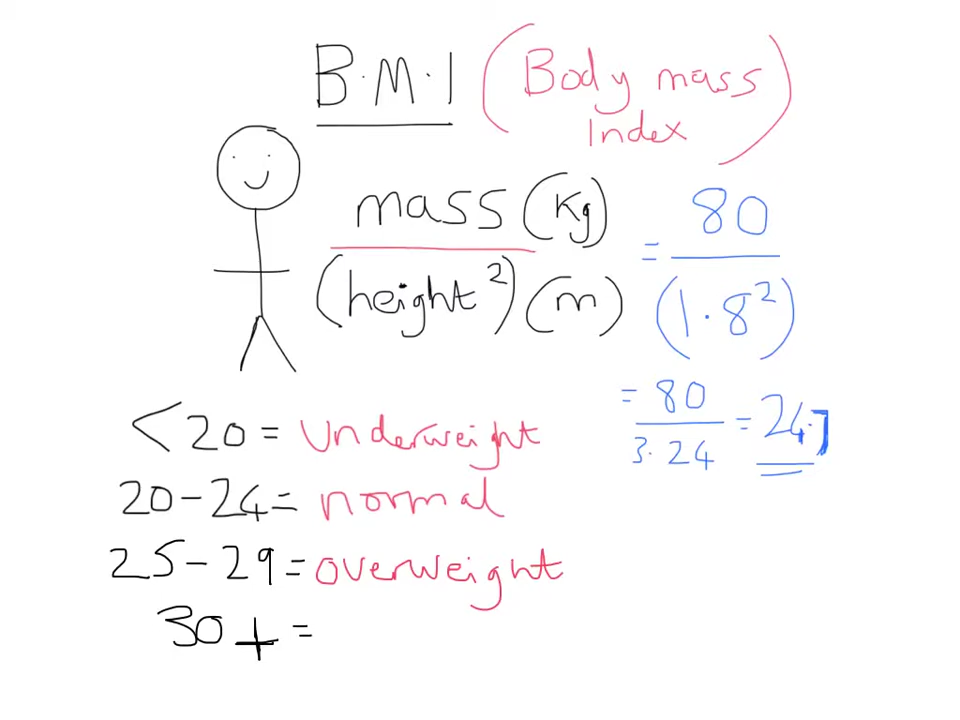 B.M.I (Body mass
Index)
mass (kg)
(height²) (m)
= 80
(1.8²)
= 80
3.24
= 24.7
<20 = Underweight
20-24= normal
25-29= overweight
30+ =